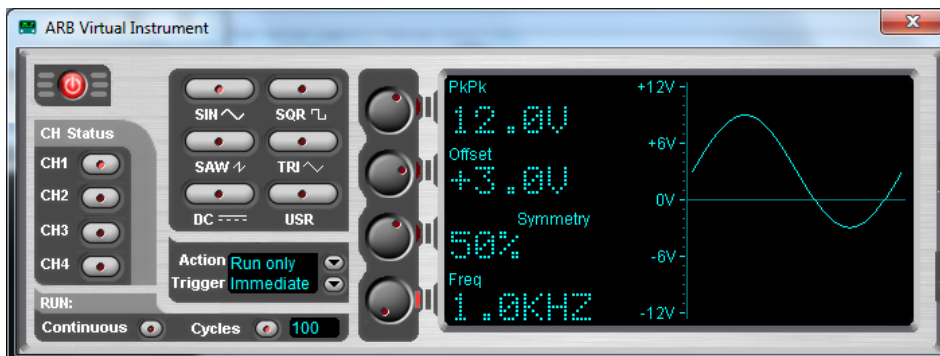 ARB Virtual Instrument
CH Status
CH1
CH2
CH3
CH4
RUN:
Continuous
Cycles
100
SIN
SQR
SAW
TRI
DC
USR
Action Run only
Trigger Immediate
PkPk
12.0V
Offset
+3.0V
Symmetry
50%
Freq
1.0KHZ
+12V
+6V
0V
-6V
-12V